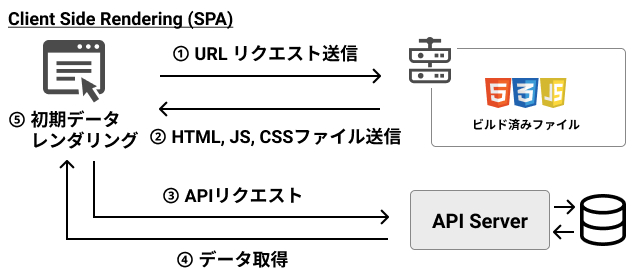 Client Side Rendering (SPA)
① URL リクエスト送信
② HTML, JS, CSSファイル送信
5 3 JS
ビルド済みファイル
⑤ 初期データ
レンダリング
③ APIリクエスト
API Server
④ データ取得